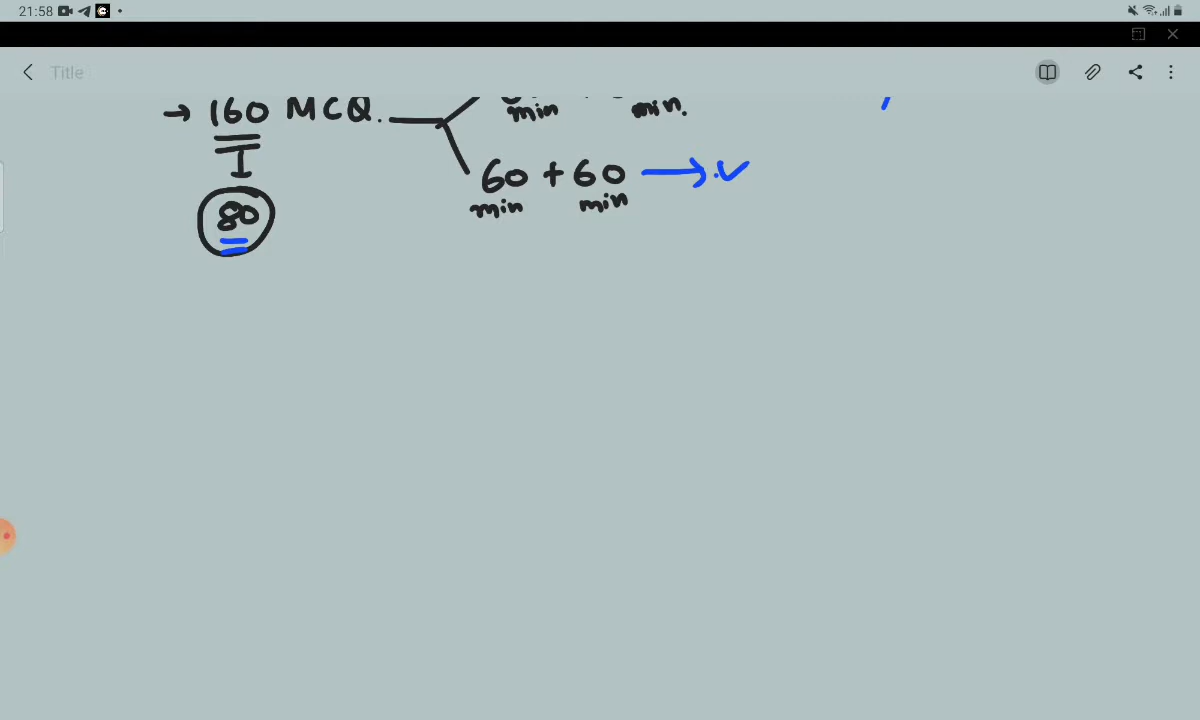 21:58
Title
→ 160 MCQ.
min min.
60 + 60 →
min min
80